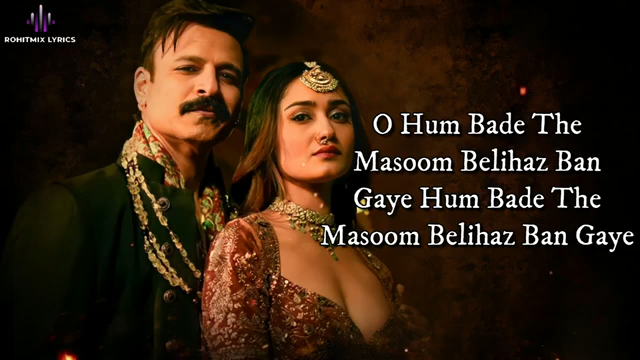 ROHITMIX LYRICS
O Hum Bade The
Masoom Belihaz Ban
Gaye Hum Bade The
Masoom Belihaz Ban Gaye